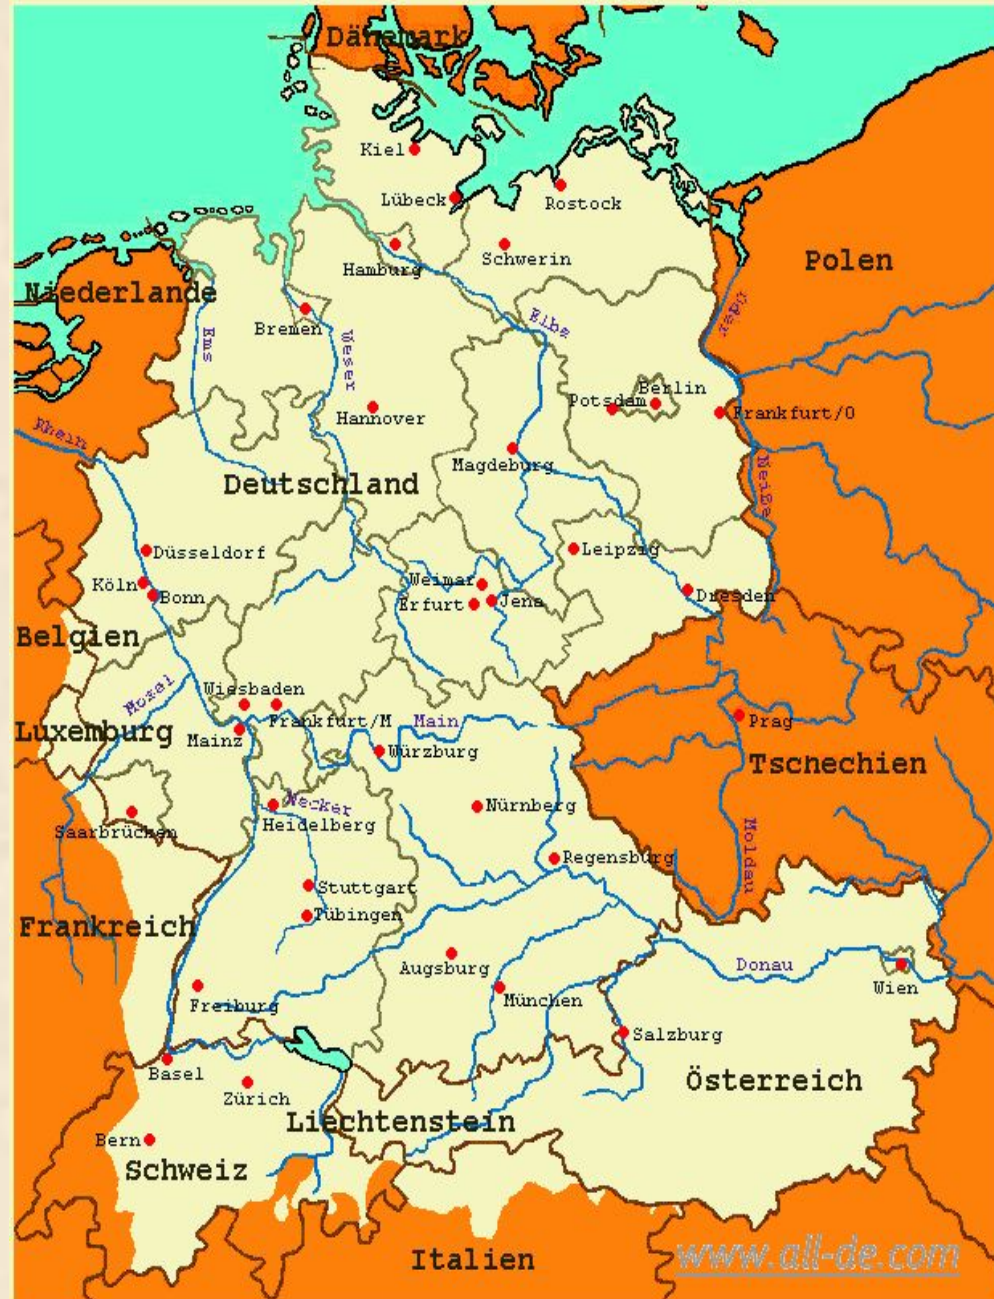 Dänemark
Kiel
Lübeck
Rostock
Hamburg
Schwerin
Polen
Niederlande
Bremen
Ems
Weser
Elbe
Oder
Hannover
Potsdam
Berlin
Frankfurt/O
Rhein
Magdeburg
Neiße
Deutschland
Düsseldorf
Leipzig
Köln
Bonn
Weimar
Erfurt
Jena
Dresden
Belgien
Mosel
Wiesbaden
Frankfurt/M
Main
Prag
Luxemburg
Mainz
Würzburg
Tschechien
Saarbrücken
Necker
Heidelberg
Nürnberg
Moldau
Regensburg
Stuttgart
Tübingen
Frankreich
Augsburg
Donau
Wien
Freiburg
München
Salzburg
Basel
Zürich
Österreich
Liechtenstein
Bern
Schweiz
Italien
www.all-de.com